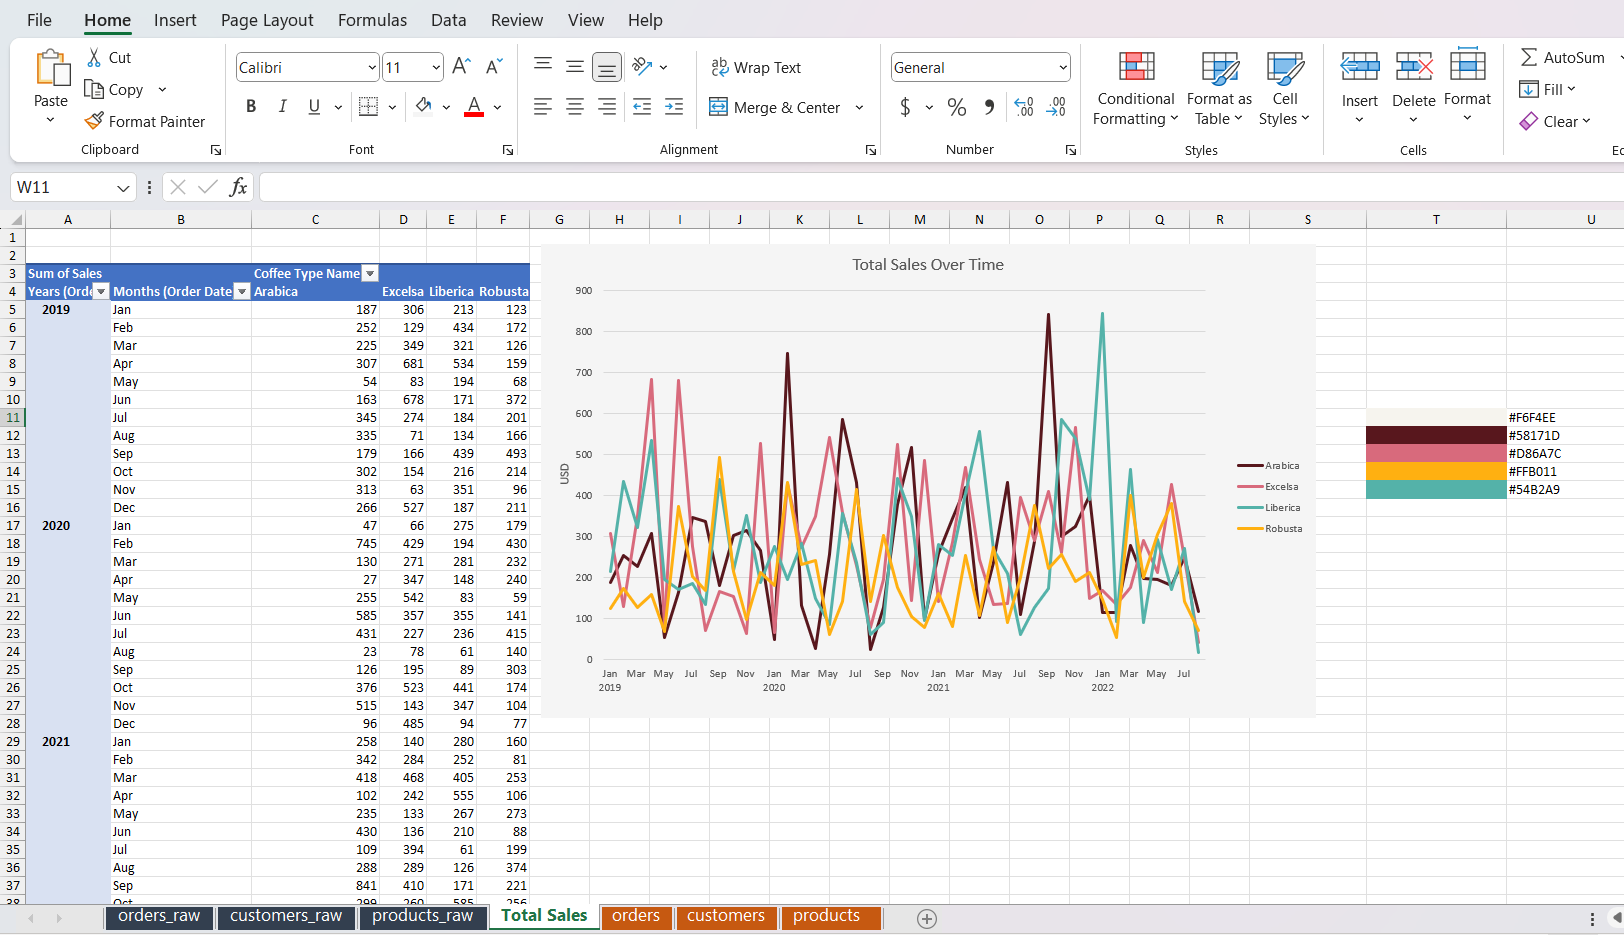 File Home Insert Page Layout Formulas Data Review View Help
Paste
Cut
Copy
Format Painter
Clipboard
Calibri 11
B I U A
Font
Wrap Text
Merge & Center
Alignment
General
$ % , .00
Number
Conditional Formatting
Format as Table
Cell Styles
Styles
Insert Delete Format
Cells
AutoSum
Fill
Clear
W11 fx
A B C D E F G H I J K L M N O P Q R S T U
1
2
3 Sum of Sales Coffee Type Name
4 Months (Order Date Arabica Excelsa Liberica Robusta
5 2019 Jan 187 306 213 123
6 Feb 252 129 434 172
7 Mar 225 349 321 126
8 Apr 307 681 534 159
9 May 54 83 194 68
10 Jun 163 678 171 372
11 Jul 345 274 184 201
12 Aug 335 71 134 166
13 Sep 179 166 439 493
14 Oct 302 154 216 214
15 Nov 313 63 351 96
16 Dec 266 527 187 211
17 2020 Jan 47 66 275 179
18 Feb 745 429 194 430
19 Mar 130 271 281 232
20 Apr 27 347 148 240
21 May 255 542 83 59
22 Jun 585 357 355 141
23 Jul 431 227 236 415
24 Aug 23 78 61 140
25 Sep 126 195 89 303
26 Oct 376 523 441 174
27 Nov 515 143 347 104
28 Dec 96 485 94 77
29 2021 Jan 258 140 280 160
30 Feb 342 284 252 81
31 Mar 418 468 405 253
32 Apr 102 242 555 106
33 May 235 133 267 273
34 Jun 430 136 210 88
35 Jul 109 394 61 199
36 Aug 288 289 126 374
37 Sep 841 410 171 221
38 Oct 299 260 585 256
Total Sales Over Time
900
800
700
600
500
400
300
200
100
0
USD
Jan Mar May Jul Sep Nov Jan Mar May Jul Sep Nov Jan Mar May Jul Sep Nov Jan Mar May Jul
2019 2020 2021 2022
Arabica
Excelsa
Liberica
Robusta
#F6F4EE
#58171D
#D86A7C
#FFB011
#54B2A9
orders_raw customers_raw products_raw Total Sales orders customers products